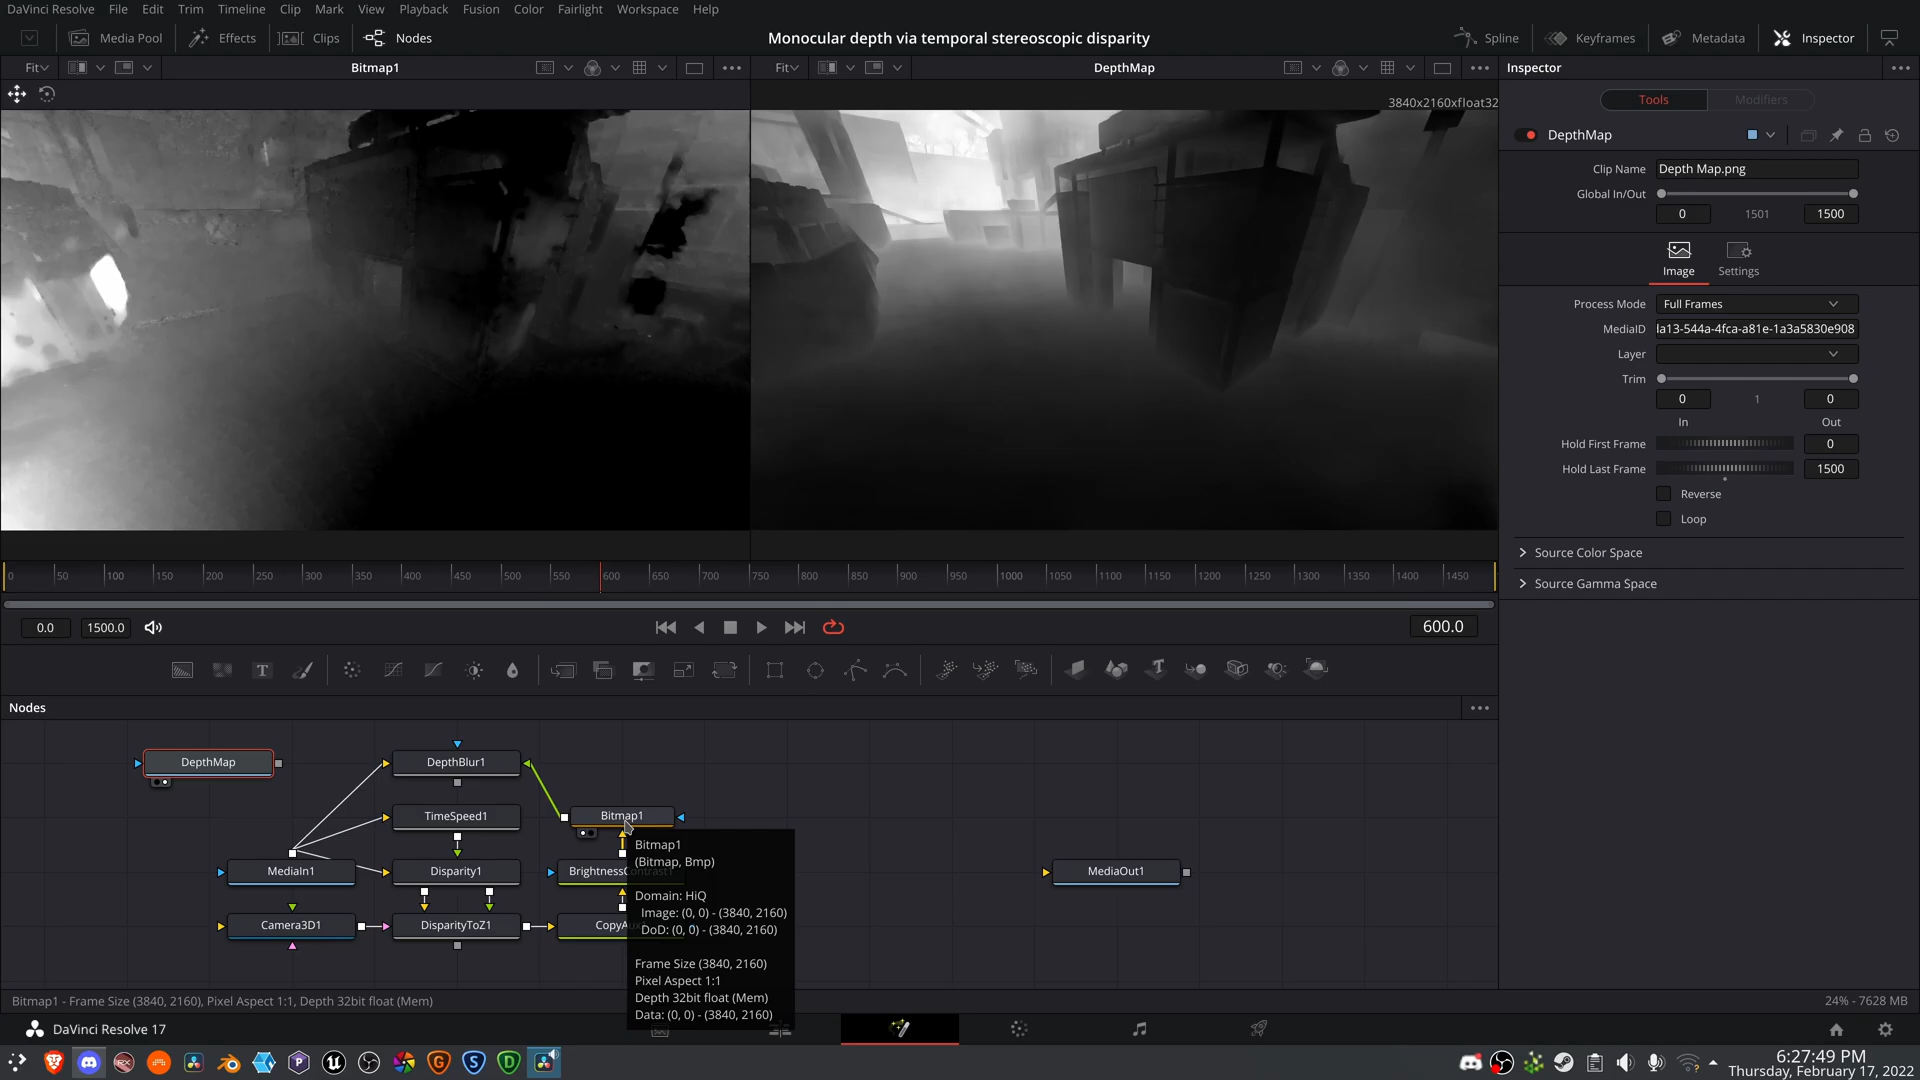 DaVinci Resolve File Edit Trim Timeline Clip Mark View Playback Fusion Color Fairlight Workspace Help
Media Pool Effects Clips Nodes Monocular depth via temporal stereoscopic disparity Spline Keyframes Metadata Inspector
Fit Bitmap1 Fit DepthMap Inspector
3840x2160xfloat32
Tools Modifiers
DepthMap
Clip Name Depth Map.png
Global In/Out
0 1501 1500
Image Settings
Process Mode Full Frames
MediaID la13-544a-4fca-a81e-1a3a5830e908
Layer
Trim
0 1 0
In Out
Hold First Frame 0
Hold Last Frame 1500
Reverse
Loop
Source Color Space
Source Gamma Space
0 50 100 150 200 250 300 350 400 450 500 550 600 650 700 750 800 850 900 950 1000 1050 1100 1150 1200 1250 1300 1350 1400 1450
0.0 1500.0 600.0
Nodes
DepthMap DepthBlur1
TimeSpeed1 Bitmap1
MediaIn1 Disparity1 BrightnessContrast1 MediaOut1
Camera3D1 DisparityToZ1 CopyAu
Bitmap1
(Bitmap, Bmp)
Domain: HiQ
Image: (0, 0) - (3840, 2160)
DoD: (0, 0) - (3840, 2160)
Frame Size (3840, 2160)
Pixel Aspect 1:1
Depth 32bit float (Mem)
Data: (0, 0) - (3840, 2160)
Bitmap1 - Frame Size (3840, 2160), Pixel Aspect 1:1, Depth 32bit float (Mem) 24% - 7628 MB
DaVinci Resolve 17
6:27:49 PM
Thursday, February 17, 2022